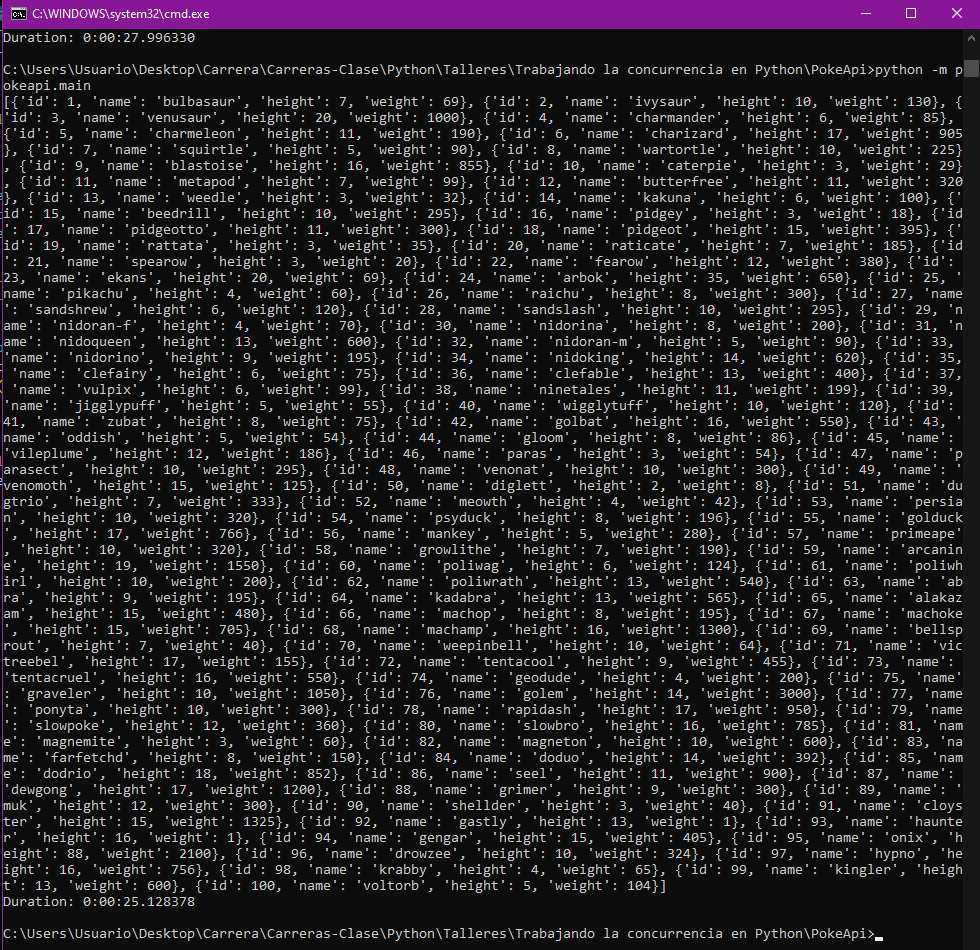 C:\WINDOWS\system32\cmd.exe
Duration: 0:00:27.996330
C:\Users\Usuario\Desktop\Carrera\Carreras-Clase\Python\Talleres\Trabajando la concurrencia en Python\PokeApi>python -m p
okeapi.main
[{'id': 1, 'name': 'bulbasaur', 'height': 7, 'weight': 69}, {'id': 2, 'name': 'ivysaur', 'height': 10, 'weight': 130}, {
'id': 3, 'name': 'venusaur', 'height': 20, 'weight': 1000}, {'id': 4, 'name': 'charmander', 'height': 6, 'weight': 85},
{'id': 5, 'name': 'charmeleon', 'height': 11, 'weight': 190}, {'id': 6, 'name': 'charizard', 'height': 17, 'weight': 905
}, {'id': 7, 'name': 'squirtle', 'height': 5, 'weight': 90}, {'id': 8, 'name': 'wartortle', 'height': 10, 'weight': 225}
, {'id': 9, 'name': 'blastoise', 'height': 16, 'weight': 855}, {'id': 10, 'name': 'caterpie', 'height': 3, 'weight': 29}
, {'id': 11, 'name': 'metapod', 'height': 7, 'weight': 99}, {'id': 12, 'name': 'butterfree', 'height': 11, 'weight': 320
}, {'id': 13, 'name': 'weedle', 'height': 3, 'weight': 32}, {'id': 14, 'name': 'kakuna', 'height': 6, 'weight': 100}, {'
id': 15, 'name': 'beedrill', 'height': 10, 'weight': 295}, {'id': 16, 'name': 'pidgey', 'height': 3, 'weight': 18}, {'id
': 17, 'name': 'pidgeotto', 'height': 11, 'weight': 300}, {'id': 18, 'name': 'pidgeot', 'height': 15, 'weight': 395}, {'
id': 19, 'name': 'rattata', 'height': 3, 'weight': 35}, {'id': 20, 'name': 'raticate', 'height': 7, 'weight': 185}, {'id
': 21, 'name': 'spearow', 'height': 3, 'weight': 20}, {'id': 22, 'name': 'fearow', 'height': 12, 'weight': 380}, {'id':
23, 'name': 'ekans', 'height': 20, 'weight': 69}, {'id': 24, 'name': 'arbok', 'height': 35, 'weight': 650}, {'id': 25, '
name': 'pikachu', 'height': 4, 'weight': 60}, {'id': 26, 'name': 'raichu', 'height': 8, 'weight': 300}, {'id': 27, 'name
': 'sandshrew', 'height': 6, 'weight': 120}, {'id': 28, 'name': 'sandslash', 'height': 10, 'weight': 295}, {'id': 29, 'n
ame': 'nidoran-f', 'height': 4, 'weight': 70}, {'id': 30, 'name': 'nidorina', 'height': 8, 'weight': 200}, {'id': 31, 'n
ame': 'nidoqueen', 'height': 13, 'weight': 600}, {'id': 32, 'name': 'nidoran-m', 'height': 5, 'weight': 90}, {'id': 33,
'name': 'nidorino', 'height': 9, 'weight': 195}, {'id': 34, 'name': 'nidoking', 'height': 14, 'weight': 620}, {'id': 35,
'name': 'clefairy', 'height': 6, 'weight': 75}, {'id': 36, 'name': 'clefable', 'height': 13, 'weight': 400}, {'id': 37,
'name': 'vulpix', 'height': 6, 'weight': 99}, {'id': 38, 'name': 'ninetales', 'height': 11, 'weight': 199}, {'id': 39,
'name': 'jigglypuff', 'height': 5, 'weight': 55}, {'id': 40, 'name': 'wigglytuff', 'height': 10, 'weight': 120}, {'id':
41, 'name': 'zubat', 'height': 8, 'weight': 75}, {'id': 42, 'name': 'golbat', 'height': 16, 'weight': 550}, {'id': 43, '
name': 'oddish', 'height': 5, 'weight': 54}, {'id': 44, 'name': 'gloom', 'height': 8, 'weight': 86}, {'id': 45, 'name':
'vileplume', 'height': 12, 'weight': 186}, {'id': 46, 'name': 'paras', 'height': 3, 'weight': 54}, {'id': 47, 'name': 'p
arasect', 'height': 10, 'weight': 295}, {'id': 48, 'name': 'venonat', 'height': 10, 'weight': 300}, {'id': 49, 'name': '
venomoth', 'height': 15, 'weight': 125}, {'id': 50, 'name': 'diglett', 'height': 2, 'weight': 8}, {'id': 51, 'name': 'du
gtrio', 'height': 7, 'weight': 333}, {'id': 52, 'name': 'meowth', 'height': 4, 'weight': 42}, {'id': 53, 'name': 'persia
n', 'height': 10, 'weight': 320}, {'id': 54, 'name': 'psyduck', 'height': 8, 'weight': 196}, {'id': 55, 'name': 'golduck
', 'height': 17, 'weight': 766}, {'id': 56, 'name': 'mankey', 'height': 5, 'weight': 280}, {'id': 57, 'name': 'primeape'
, 'height': 10, 'weight': 320}, {'id': 58, 'name': 'growlithe', 'height': 7, 'weight': 190}, {'id': 59, 'name': 'arcanin
e', 'height': 19, 'weight': 1550}, {'id': 60, 'name': 'poliwag', 'height': 6, 'weight': 124}, {'id': 61, 'name': 'poliwh
irl', 'height': 10, 'weight': 200}, {'id': 62, 'name': 'poliwrath', 'height': 13, 'weight': 540}, {'id': 63, 'name': 'ab
ra', 'height': 9, 'weight': 195}, {'id': 64, 'name': 'kadabra', 'height': 13, 'weight': 565}, {'id': 65, 'name': 'alakaz
am', 'height': 15, 'weight': 480}, {'id': 66, 'name': 'machop', 'height': 8, 'weight': 195}, {'id': 67, 'name': 'machoke
', 'height': 15, 'weight': 705}, {'id': 68, 'name': 'machamp', 'height': 16, 'weight': 1300}, {'id': 69, 'name': 'bellsp
rout', 'height': 7, 'weight': 40}, {'id': 70, 'name': 'weepinbell', 'height': 10, 'weight': 64}, {'id': 71, 'name': 'vic
treebel', 'height': 17, 'weight': 155}, {'id': 72, 'name': 'tentacool', 'height': 9, 'weight': 455}, {'id': 73, 'name':
'tentacruel', 'height': 16, 'weight': 550}, {'id': 74, 'name': 'geodude', 'height': 4, 'weight': 200}, {'id': 75, 'name'
: 'graveler', 'height': 10, 'weight': 1050}, {'id': 76, 'name': 'golem', 'height': 14, 'weight': 3000}, {'id': 77, 'name
': 'ponyta', 'height': 10, 'weight': 300}, {'id': 78, 'name': 'rapidash', 'height': 17, 'weight': 950}, {'id': 79, 'name
': 'slowpoke', 'height': 12, 'weight': 360}, {'id': 80, 'name': 'slowbro', 'height': 16, 'weight': 785}, {'id': 81, 'nam
e': 'magnemite', 'height': 3, 'weight': 60}, {'id': 82, 'name': 'magneton', 'height': 10, 'weight': 600}, {'id': 83, 'na
me': 'farfetchd', 'height': 8, 'weight': 150}, {'id': 84, 'name': 'doduo', 'height': 14, 'weight': 392}, {'id': 85, 'nam
e': 'dodrio', 'height': 18, 'weight': 852}, {'id': 86, 'name': 'seel', 'height': 11, 'weight': 900}, {'id': 87, 'name':
'dewgong', 'height': 17, 'weight': 1200}, {'id': 88, 'name': 'grimer', 'height': 9, 'weight': 300}, {'id': 89, 'name': '
muk', 'height': 12, 'weight': 300}, {'id': 90, 'name': 'shellder', 'height': 3, 'weight': 40}, {'id': 91, 'name': 'cloys
ter', 'height': 15, 'weight': 1325}, {'id': 92, 'name': 'gastly', 'height': 13, 'weight': 1}, {'id': 93, 'name': 'haunte
r', 'height': 16, 'weight': 1}, {'id': 94, 'name': 'gengar', 'height': 15, 'weight': 405}, {'id': 95, 'name': 'onix', 'h
eight': 88, 'weight': 2100}, {'id': 96, 'name': 'drowzee', 'height': 10, 'weight': 324}, {'id': 97, 'name': 'hypno', 'he
ight': 16, 'weight': 756}, {'id': 98, 'name': 'krabby', 'height': 4, 'weight': 65}, {'id': 99, 'name': 'kingler', 'heigh
t': 13, 'weight': 600}, {'id': 100, 'name': 'voltorb', 'height': 5, 'weight': 104}]
Duration: 0:00:25.128378
C:\Users\Usuario\Desktop\Carrera\Carreras-Clase\Python\Talleres\Trabajando la concurrencia en Python\PokeApi>